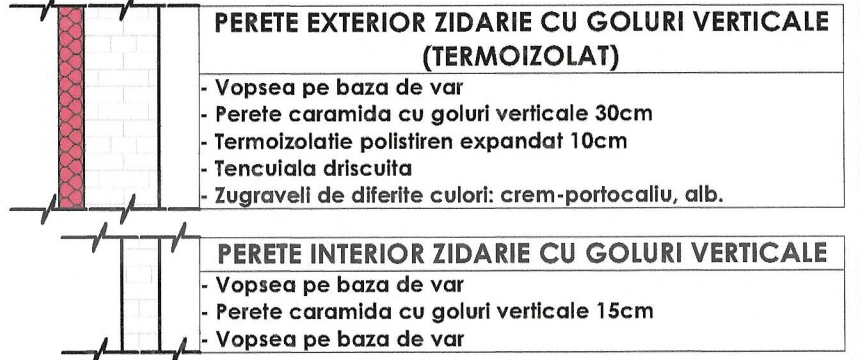 PERETE EXTERIOR ZIDARIE CU GOLURI VERTICALE
(TERMOIZOLAT)
- Vopsea pe baza de var
- Perete caramida cu goluri verticale 30cm
- Termoizolatie polistiren expandat 10cm
- Tencuiala driscuita
- Zugraveli de diferite culori: crem-portocaliu, alb.
PERETE INTERIOR ZIDARIE CU GOLURI VERTICALE
- Vopsea pe baza de var
- Perete caramida cu goluri verticale 15cm
- Vopsea pe baza de var